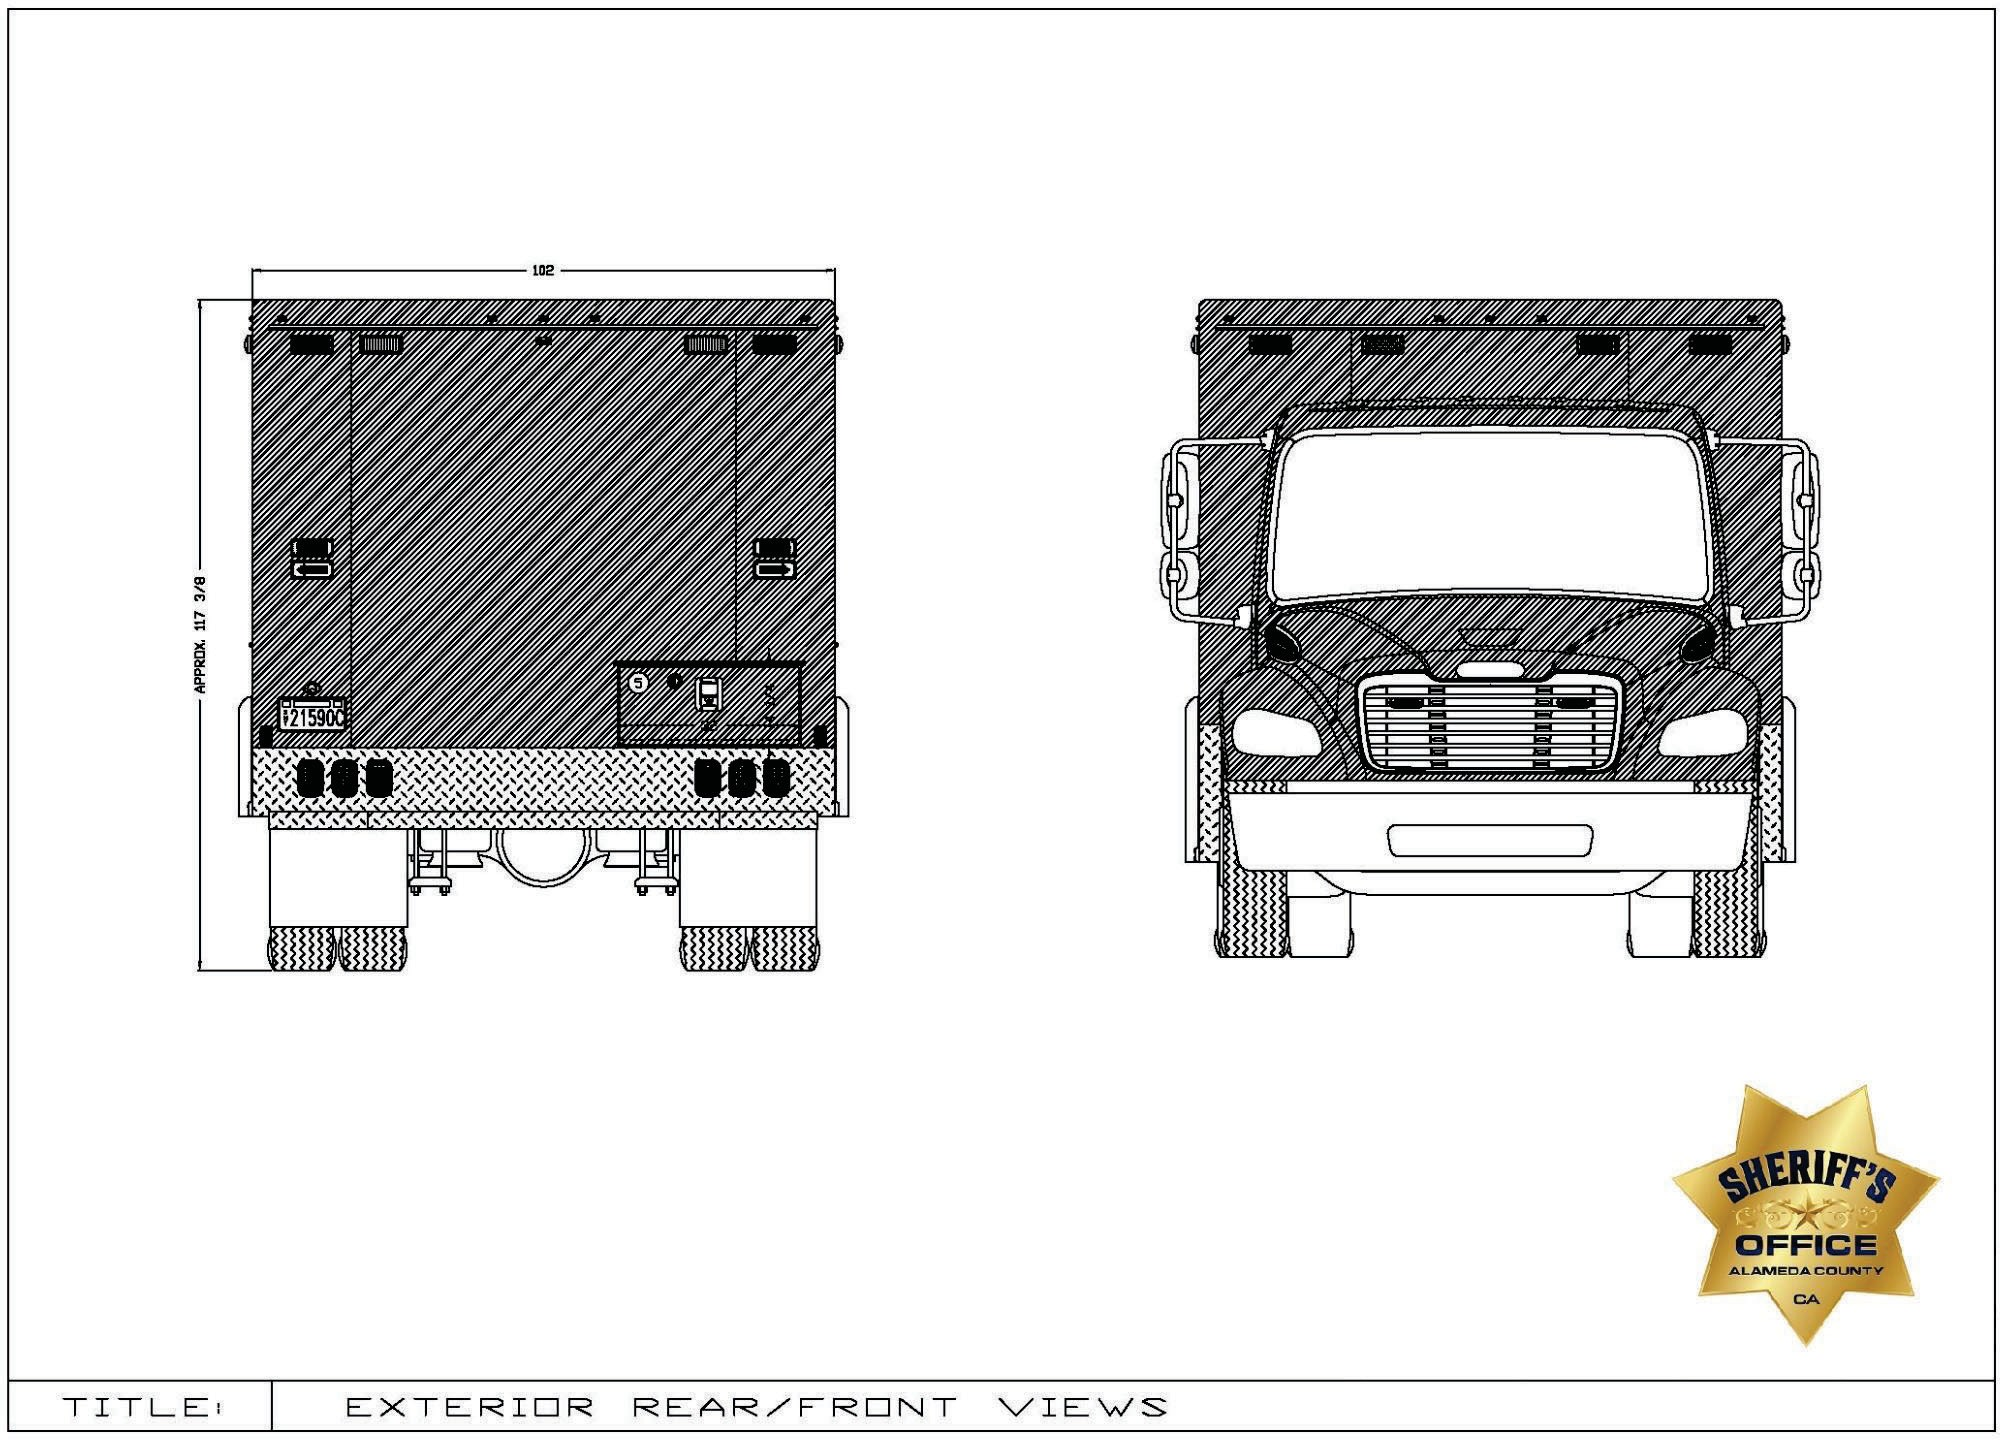 102
APPROX. 117 3/8
5
21590C
SHERIFF'S
OFFICE
ALAMEDA COUNTY
CA
TITLE:
EXTERIOR REAR/FRONT VIEWS